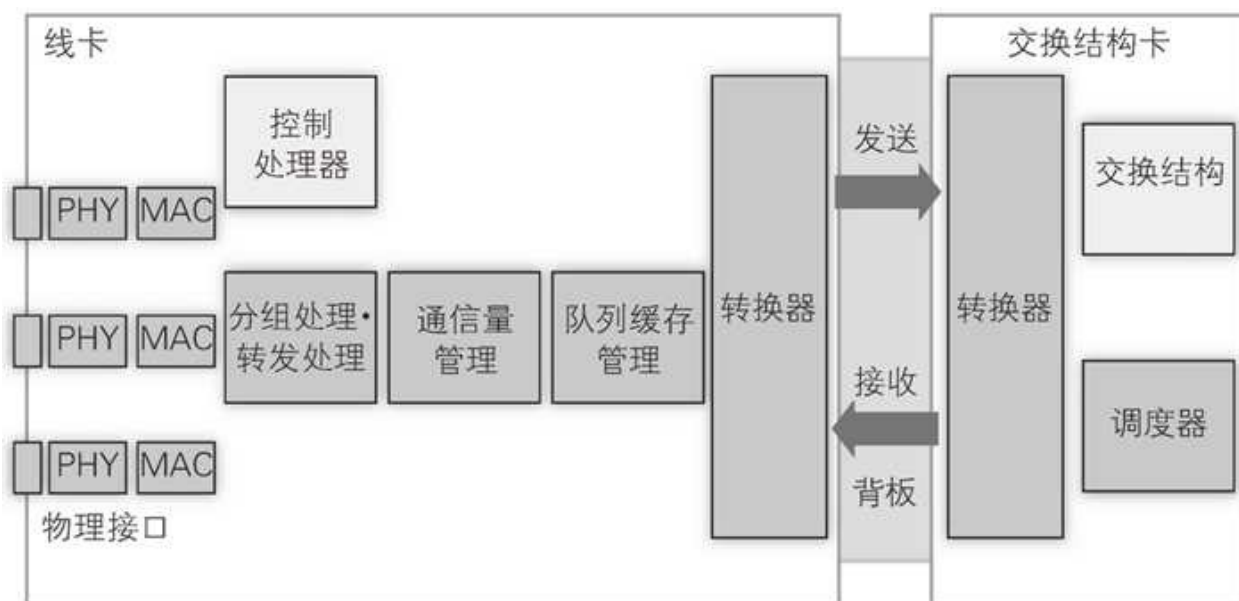 线卡
交换结构卡
控制
处理器
发送
交换结构
PHY MAC
分组处理·
转发处理
通信量
管理
队列缓存
管理
转换器
转换器
PHY MAC
接收
调度器
PHY MAC
背板
物理接口